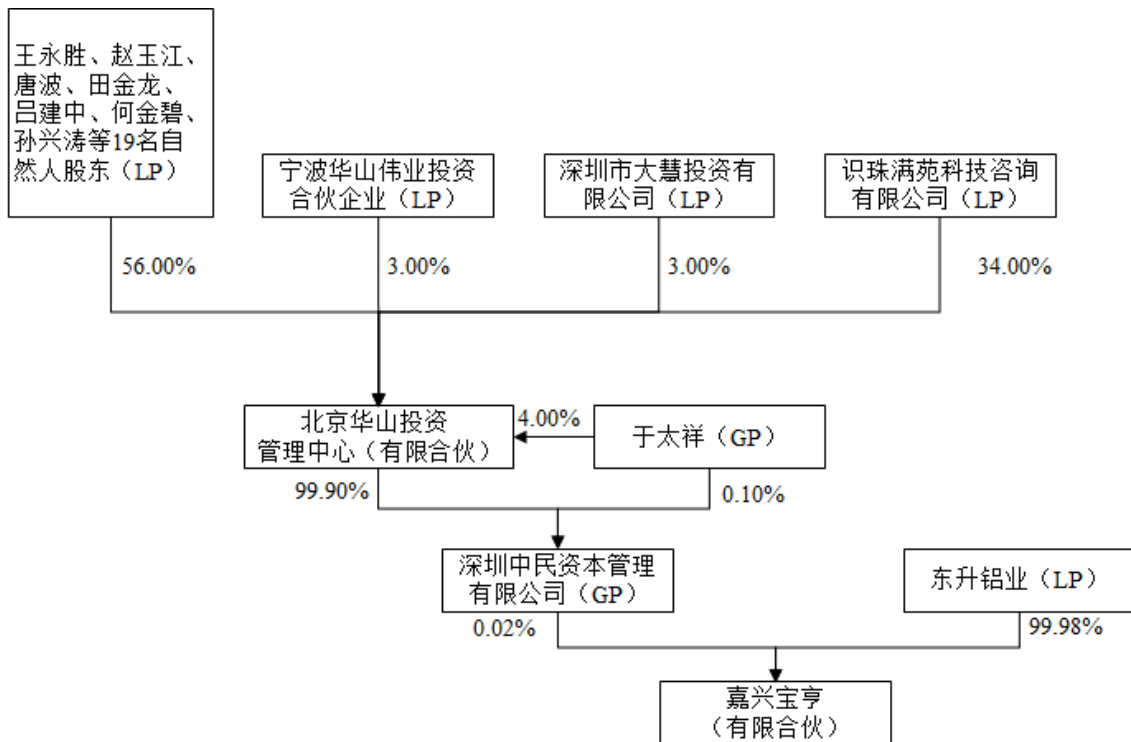 王永胜、赵玉江、
唐波、田金龙、
吕建中、何金碧、
孙兴涛等19名自
然人股东（LP）
宁波华山伟业投资
合伙企业（LP）
深圳市大慧投资有
限公司（LP）
识珠满苑科技咨询
有限公司（LP）
56.00%
3.00%
3.00%
34.00%
北京华山投资
管理中心（有限合伙）
4.00%
于太祥（GP）
99.90%
0.10%
深圳中民资本管理
有限公司（GP）
东升铝业（LP）
0.02%
99.98%
嘉兴宝亨
（有限合伙）